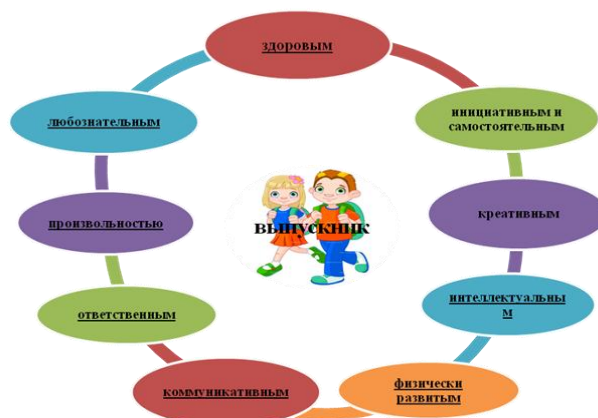 здоровым
инициативным и
самостоятельным
креативным
интеллектуальны
м
физически
развитым
коммуникативным
ответственным
произвольностью
любознательным
выпускник